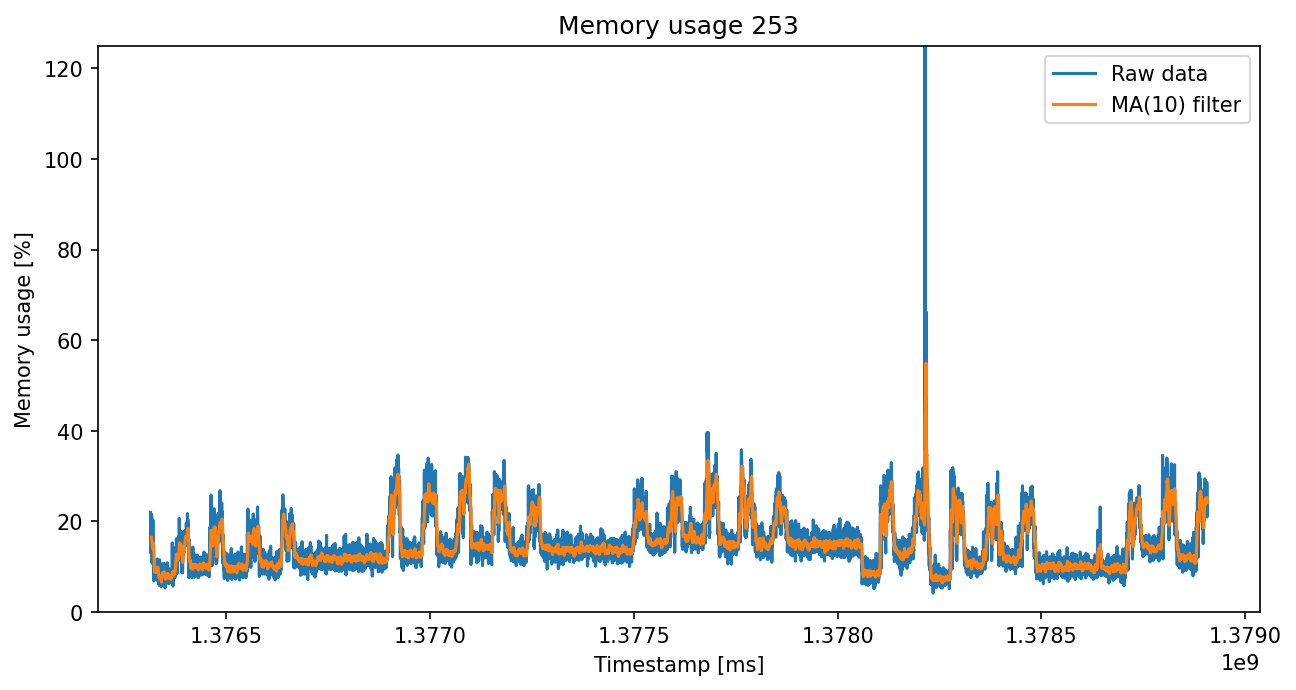 Memory usage 253
Raw data
MA(10) filter
Memory usage [%]
120
100
80
60
40
20
0
1.3765 1.3770 1.3775 1.3780 1.3785 1.3790
1e9
Timestamp [ms]